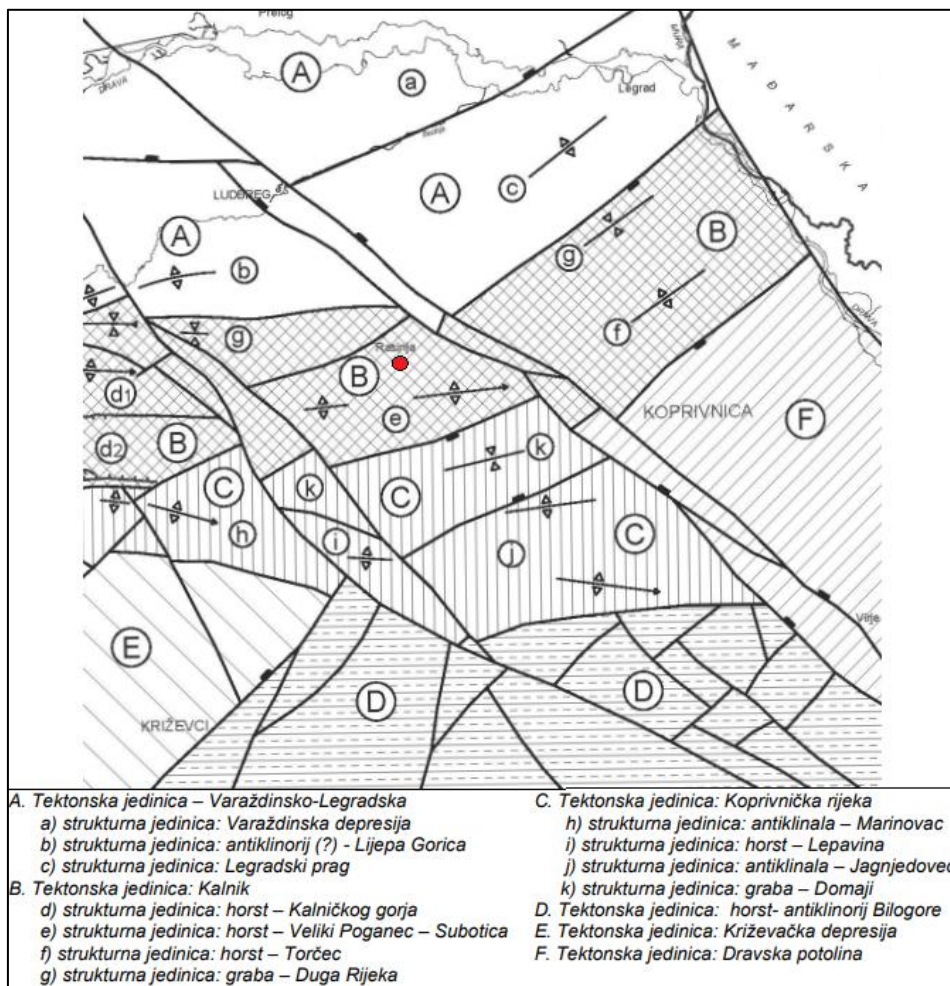 Prelog
A
a
DRAVA
MURA
MAĐARSKA
Legrad
Bednja
A
c
LUDBREG
A
b
g
B
DRAVA
f
g
Rasinja
B
e
KOPRIVNICA
F
d1
d2
B
C
k
k
C
h
i
j
C
E
Virje
D
D
KRIŽEVCI
A. Tektonska jedinica – Varaždinsko-Legradska
a) strukturna jedinica: Varaždinska depresija
b) strukturna jedinica: antiklinorij (?) - Lijepa Gorica
c) strukturna jedinica: Legradski prag
B. Tektonska jedinica: Kalnik
d) strukturna jedinica: horst – Kalničkog gorja
e) strukturna jedinica: horst – Veliki Poganec – Subotica
f) strukturna jedinica: horst – Torčec
g) strukturna jedinica: graba – Duga Rijeka
C. Tektonska jedinica: Koprivnička rijeka
h) strukturna jedinica: antiklinala – Marinovac
i) strukturna jedinica: horst – Lepavina
j) strukturna jedinica: antiklinala – Jagnjedovec
k) strukturna jedinica: graba – Domaji
D. Tektonska jedinica: horst- antiklinorij Bilogore
E. Tektonska jedinica: Križevačka depresija
F. Tektonska jedinica: Dravska potolina